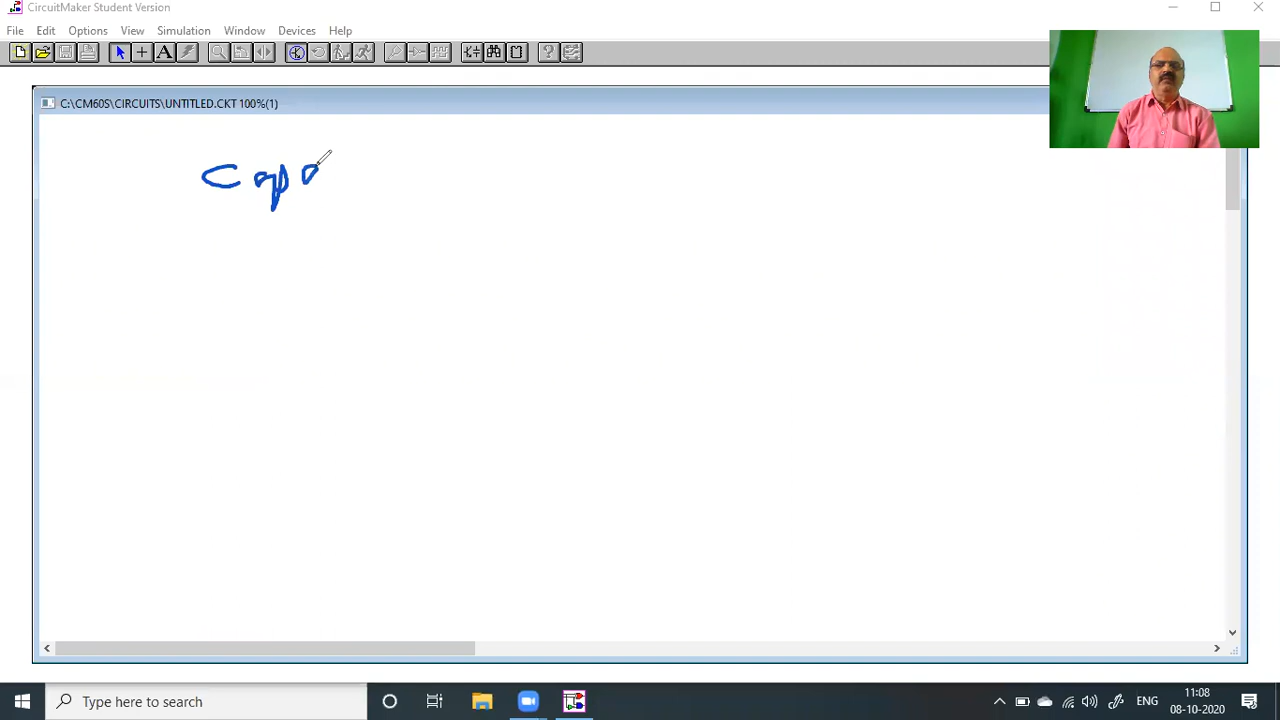 CircuitMaker Student Version
File Edit Options View Simulation Window Devices Help
C:\CM60S\CIRCUITS\UNTITLED.CKT 100%(1)
Capa
Type here to search
ENG
11:08
08-10-2020